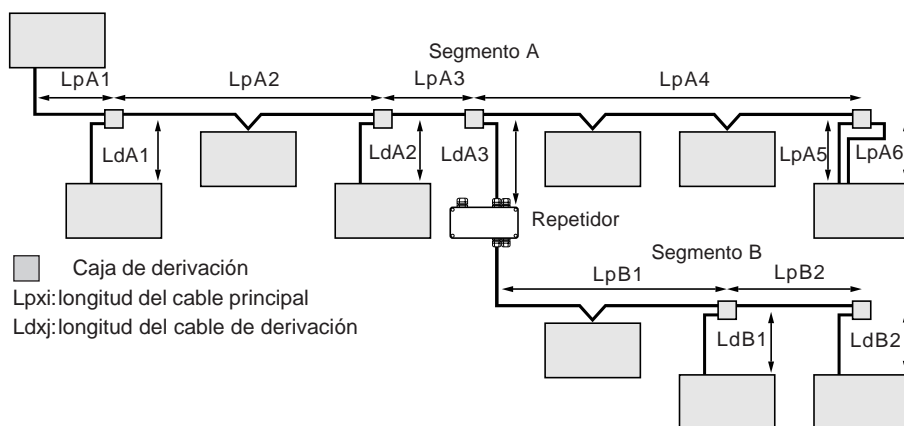 Segmento A
LpA1
LpA2
LpA3
LpA4
LdA1
LdA2
LdA3
LpA5
LpA6
Repetidor
Segmento B
Caja de derivación
LpB1
LpB2
Lpxi:longitud del cable principal
Ldxj:longitud del cable de derivación
LdB1
LdB2